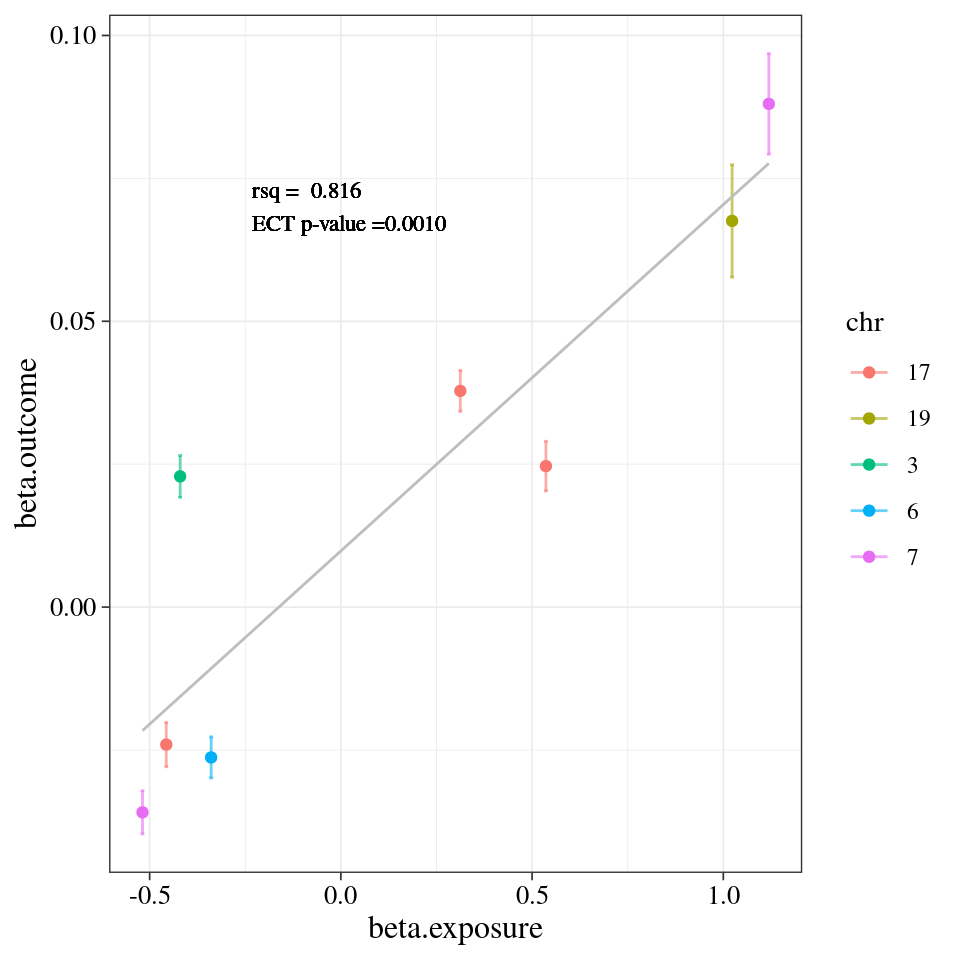 0.10
0.05
0.00
-0.5
0.0
0.5
1.0
beta.outcome
beta.exposure
rsq =  0.816
ECT p-value =0.0010
chr
17
19
3
6
7